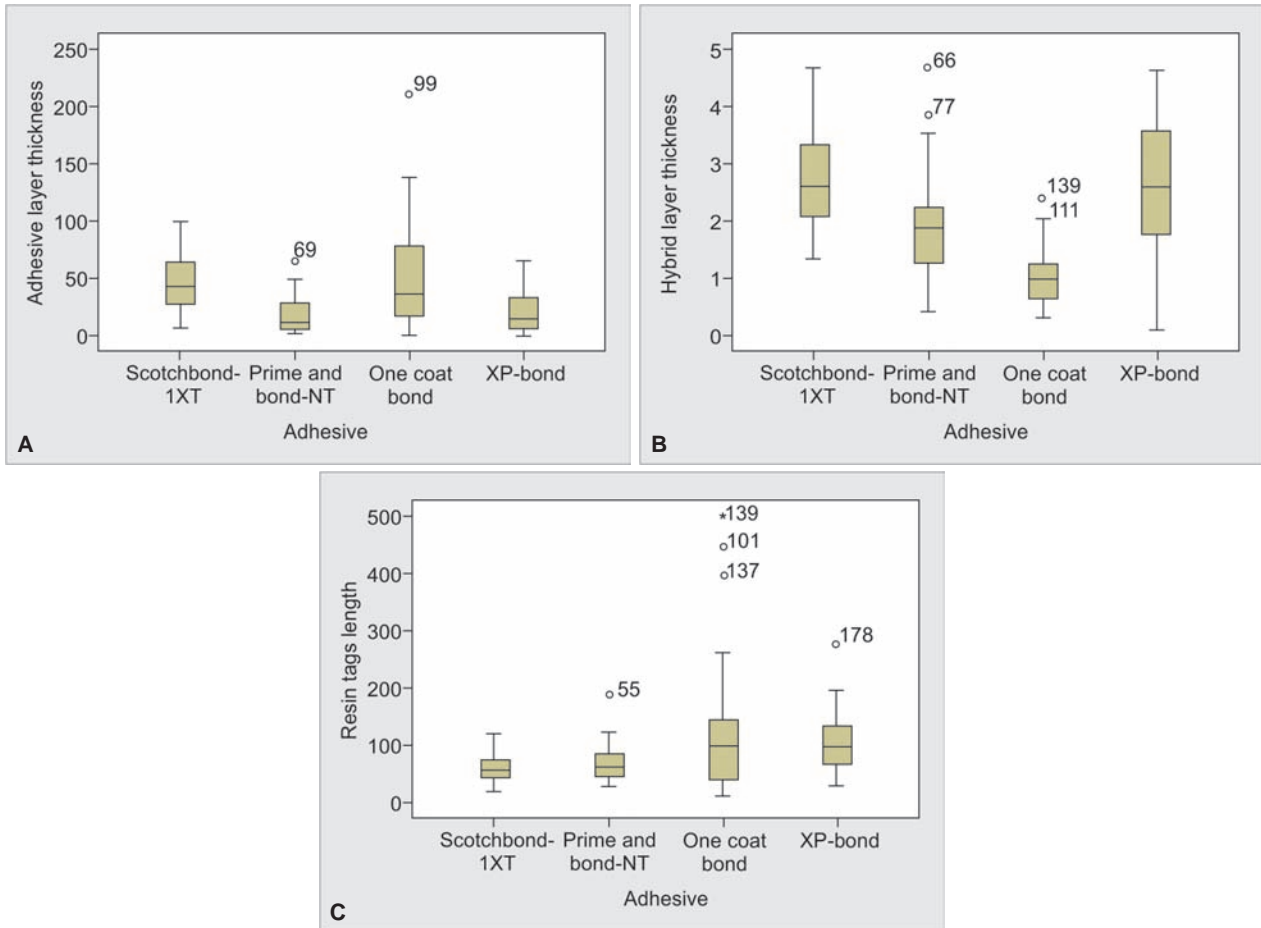 250
200
150
100
50
0
Adhesive layer thickness
99
69
Scotchbond-
1XT
Prime and
bond-NT
One coat
bond
XP-bond
Adhesive
A
5
4
3
2
1
0
Hybrid layer thickness
66
77
139
111
Scotchbond-
1XT
Prime and
bond-NT
One coat
bond
XP-bond
Adhesive
B
500
400
300
200
100
0
Resin tags length
*139
101
137
178
55
Scotchbond-
1XT
Prime and
bond-NT
One coat
bond
XP-bond
Adhesive
C